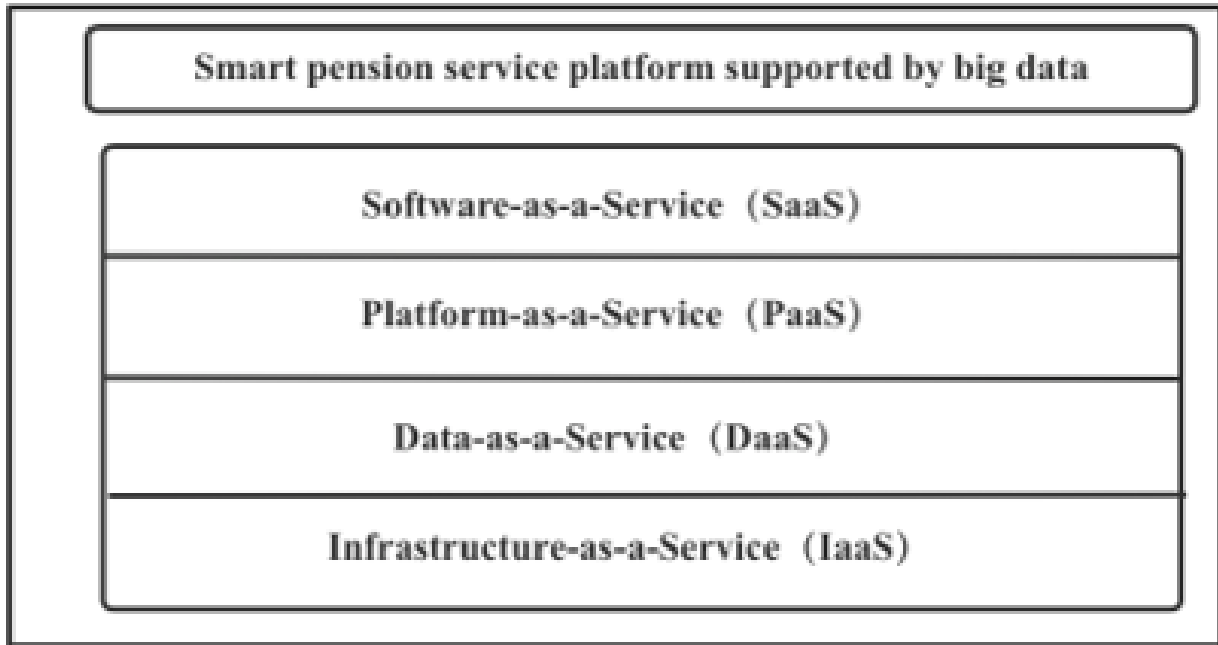 Smart pension service platform supported by big data
Software-as-a-Service（SaaS）
Platform-as-a-Service（PaaS）
Data-as-a-Service（DaaS）
Infrastructure-as-a-Service（IaaS）